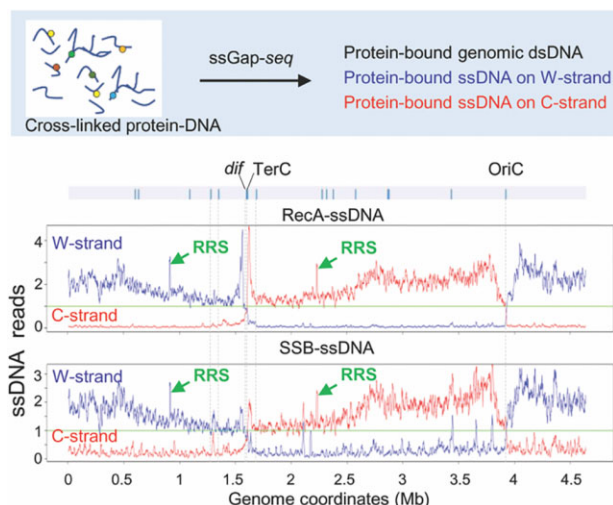 ssGap-seq
Cross-linked protein-DNA
Protein-bound genomic dsDNA
Protein-bound ssDNA on W-strand
Protein-bound ssDNA on C-strand
dif TerC OriC
RecA-ssDNA
4
2
0
W-strand
RRS
RRS
C-strand
ssDNA reads
SSB-ssDNA
3
2
1
0
W-strand
RRS
RRS
C-strand
0 0.5 1 1.5 2 2.5 3 3.5 4 4.5
Genome coordinates (Mb)